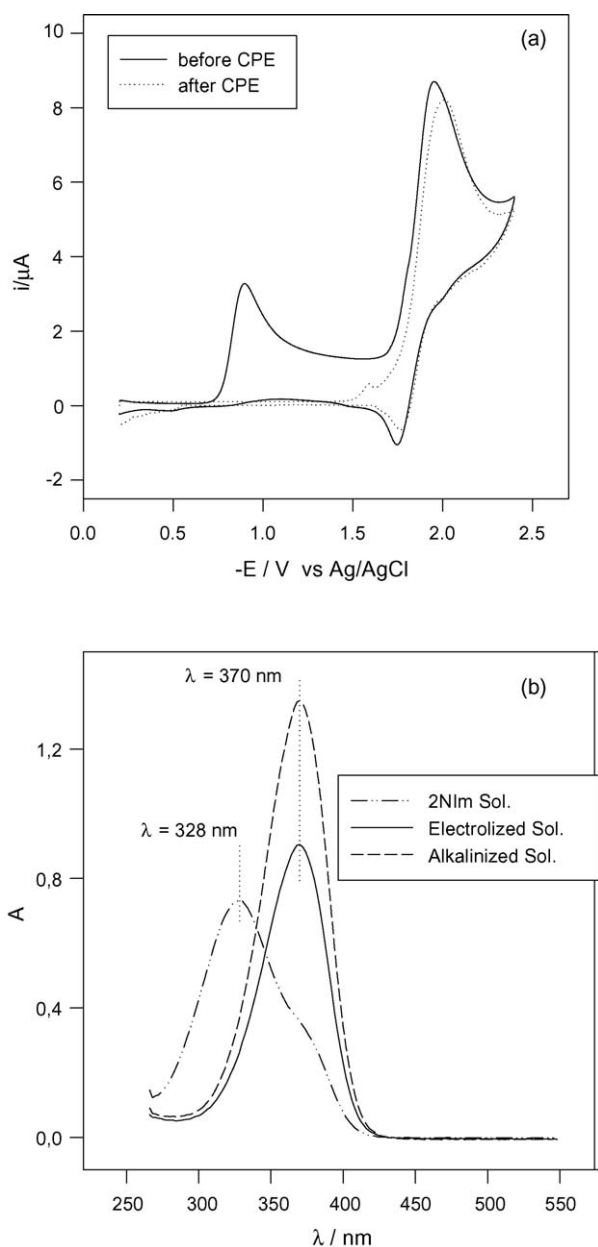 (a)
before CPE
after CPE
10
8
6
4
2
0
-2
i/μA
0.0 0.5 1.0 1.5 2.0 2.5
-E / V vs Ag/AgCl
(b)
λ = 370 nm
λ = 328 nm
2NIm Sol.
Electrolized Sol.
Alkalinized Sol.
1,2
0,8
0,4
0,0
A
250 300 350 400 450 500 550
λ / nm